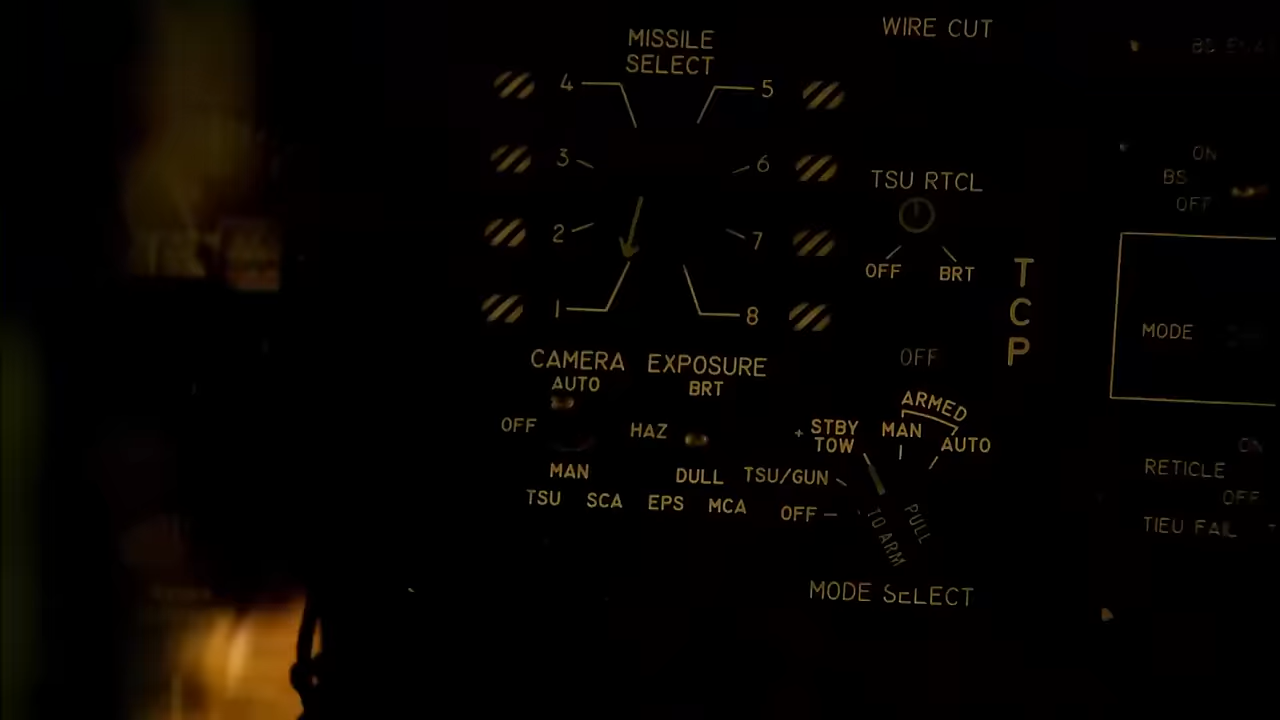 WIRE CUT
MISSILE
SELECT
4 5
3 6
2 7
1 8
TSU RTCL
OFF BRT
T
C
P
ON
BS
OFF
MODE
CAMERA EXPOSURE
AUTO BRT
OFF HAZ
MAN DULL
TSU SCA EPS MCA
OFF
ARMED
STBY
TOW
MAN
AUTO
TSU/GUN
OFF
PULL
TO ARM
MODE SELECT
ON
RETICLE
OFF
TIEU FAIL